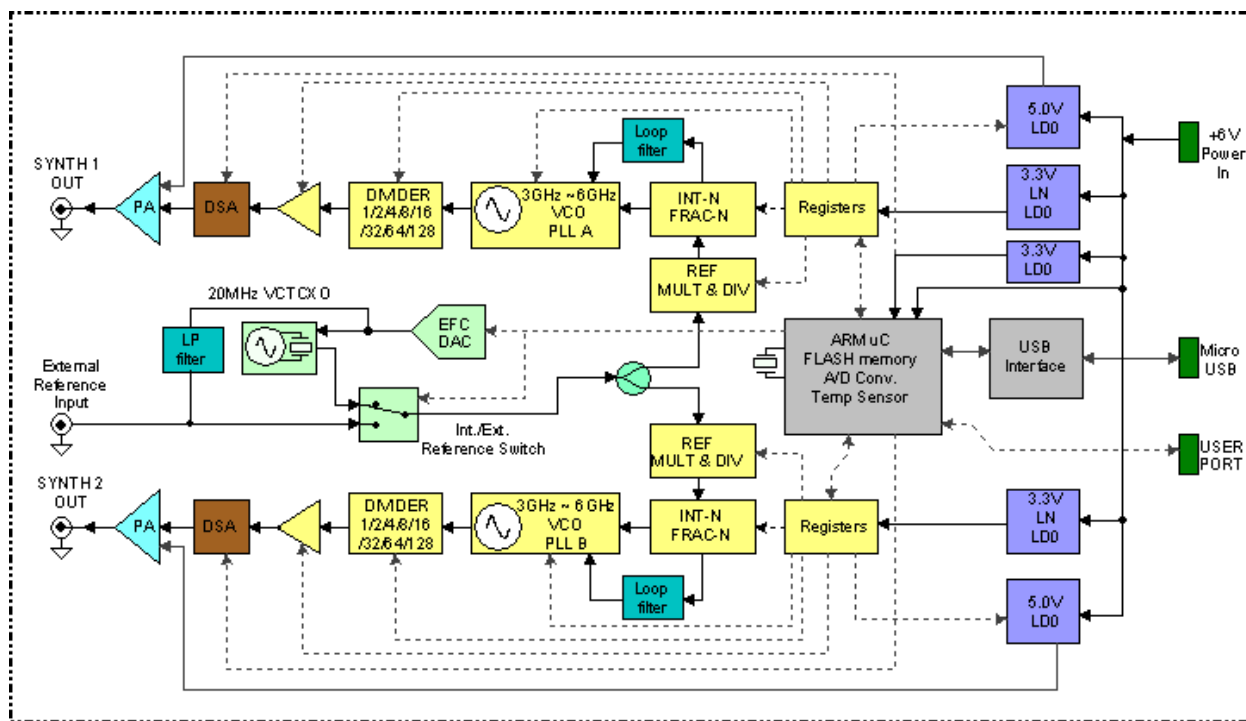 5.0V
LDO
+6V
Power
In
Loop
filter
SYNTH 1
OUT
PA
DSA
DMDER
1/2/4/8/16
/32/64/128
3GHz ~ 6GHz
VCO
PLL A
INT-N
FRAC-N
Registers
3.3V
LN
LDO
3.3V
LDO
REF
MULT & DIV
20MHz VCTCXO
LP
filter
EFC
DAC
ARM uC
FLASH memory
A/D Conv.
Temp Sensor
USB
Interface
Micro
USB
External
Reference
Input
Int./Ext.
Reference Switch
REF
MULT & DIV
USER
PORT
SYNTH 2
OUT
PA
DSA
DMDER
1/2/4/8/16
/32/64/128
3GHz ~ 6 GHz
VCO
PLL B
INT-N
FRAC-N
Registers
3.3V
LN
LDO
Loop
filter
5.0V
LDO